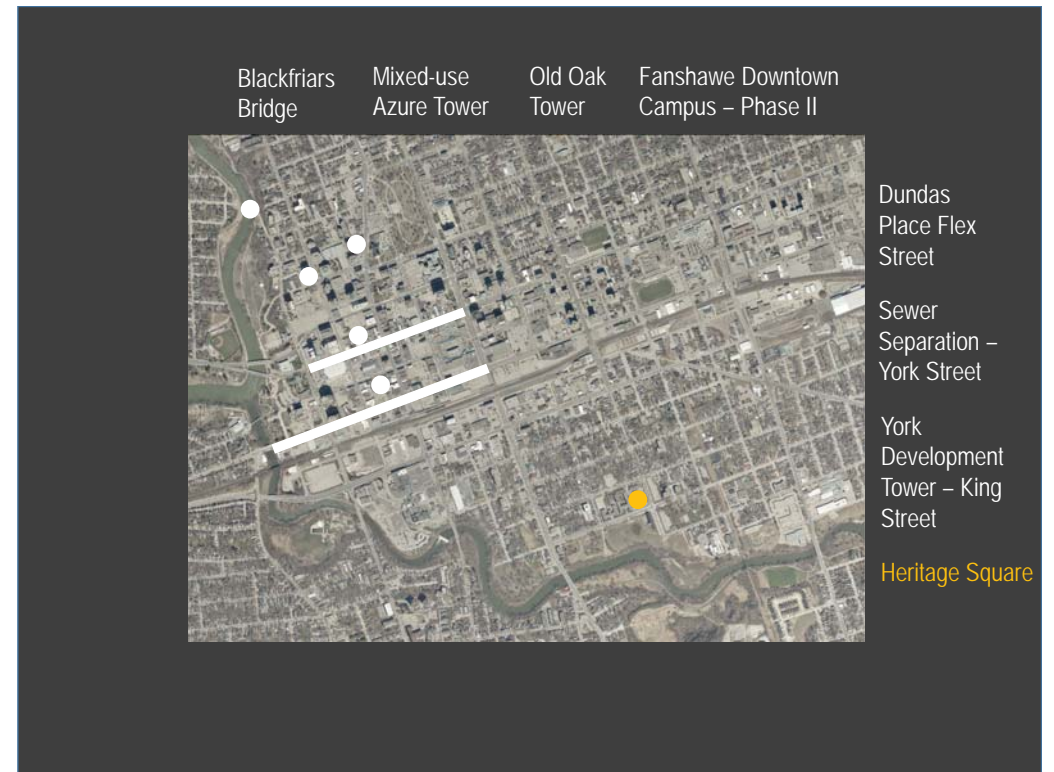 Blackfriars
Bridge
Mixed-use
Azure Tower
Old Oak
Tower
Fanshawe Downtown
Campus – Phase II
Dundas
Place Flex
Street
Sewer
Separation –
York Street
York
Development
Tower – King
Street
Heritage Square